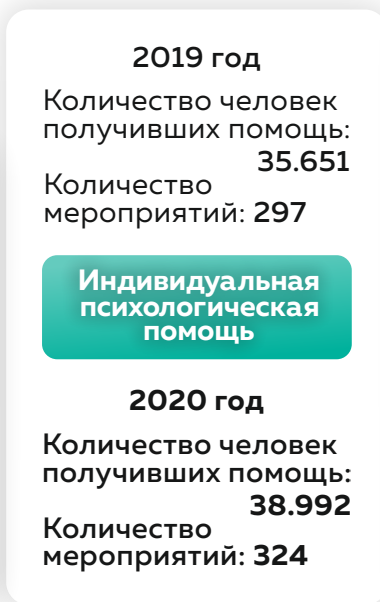 2019 год
Количество человек
получивших помощь:
35.651
Количество
мероприятий: 297
Индивидуальная
психологическая
помощь
2020 год
Количество человек
получивших помощь:
38.992
Количество
мероприятий: 324